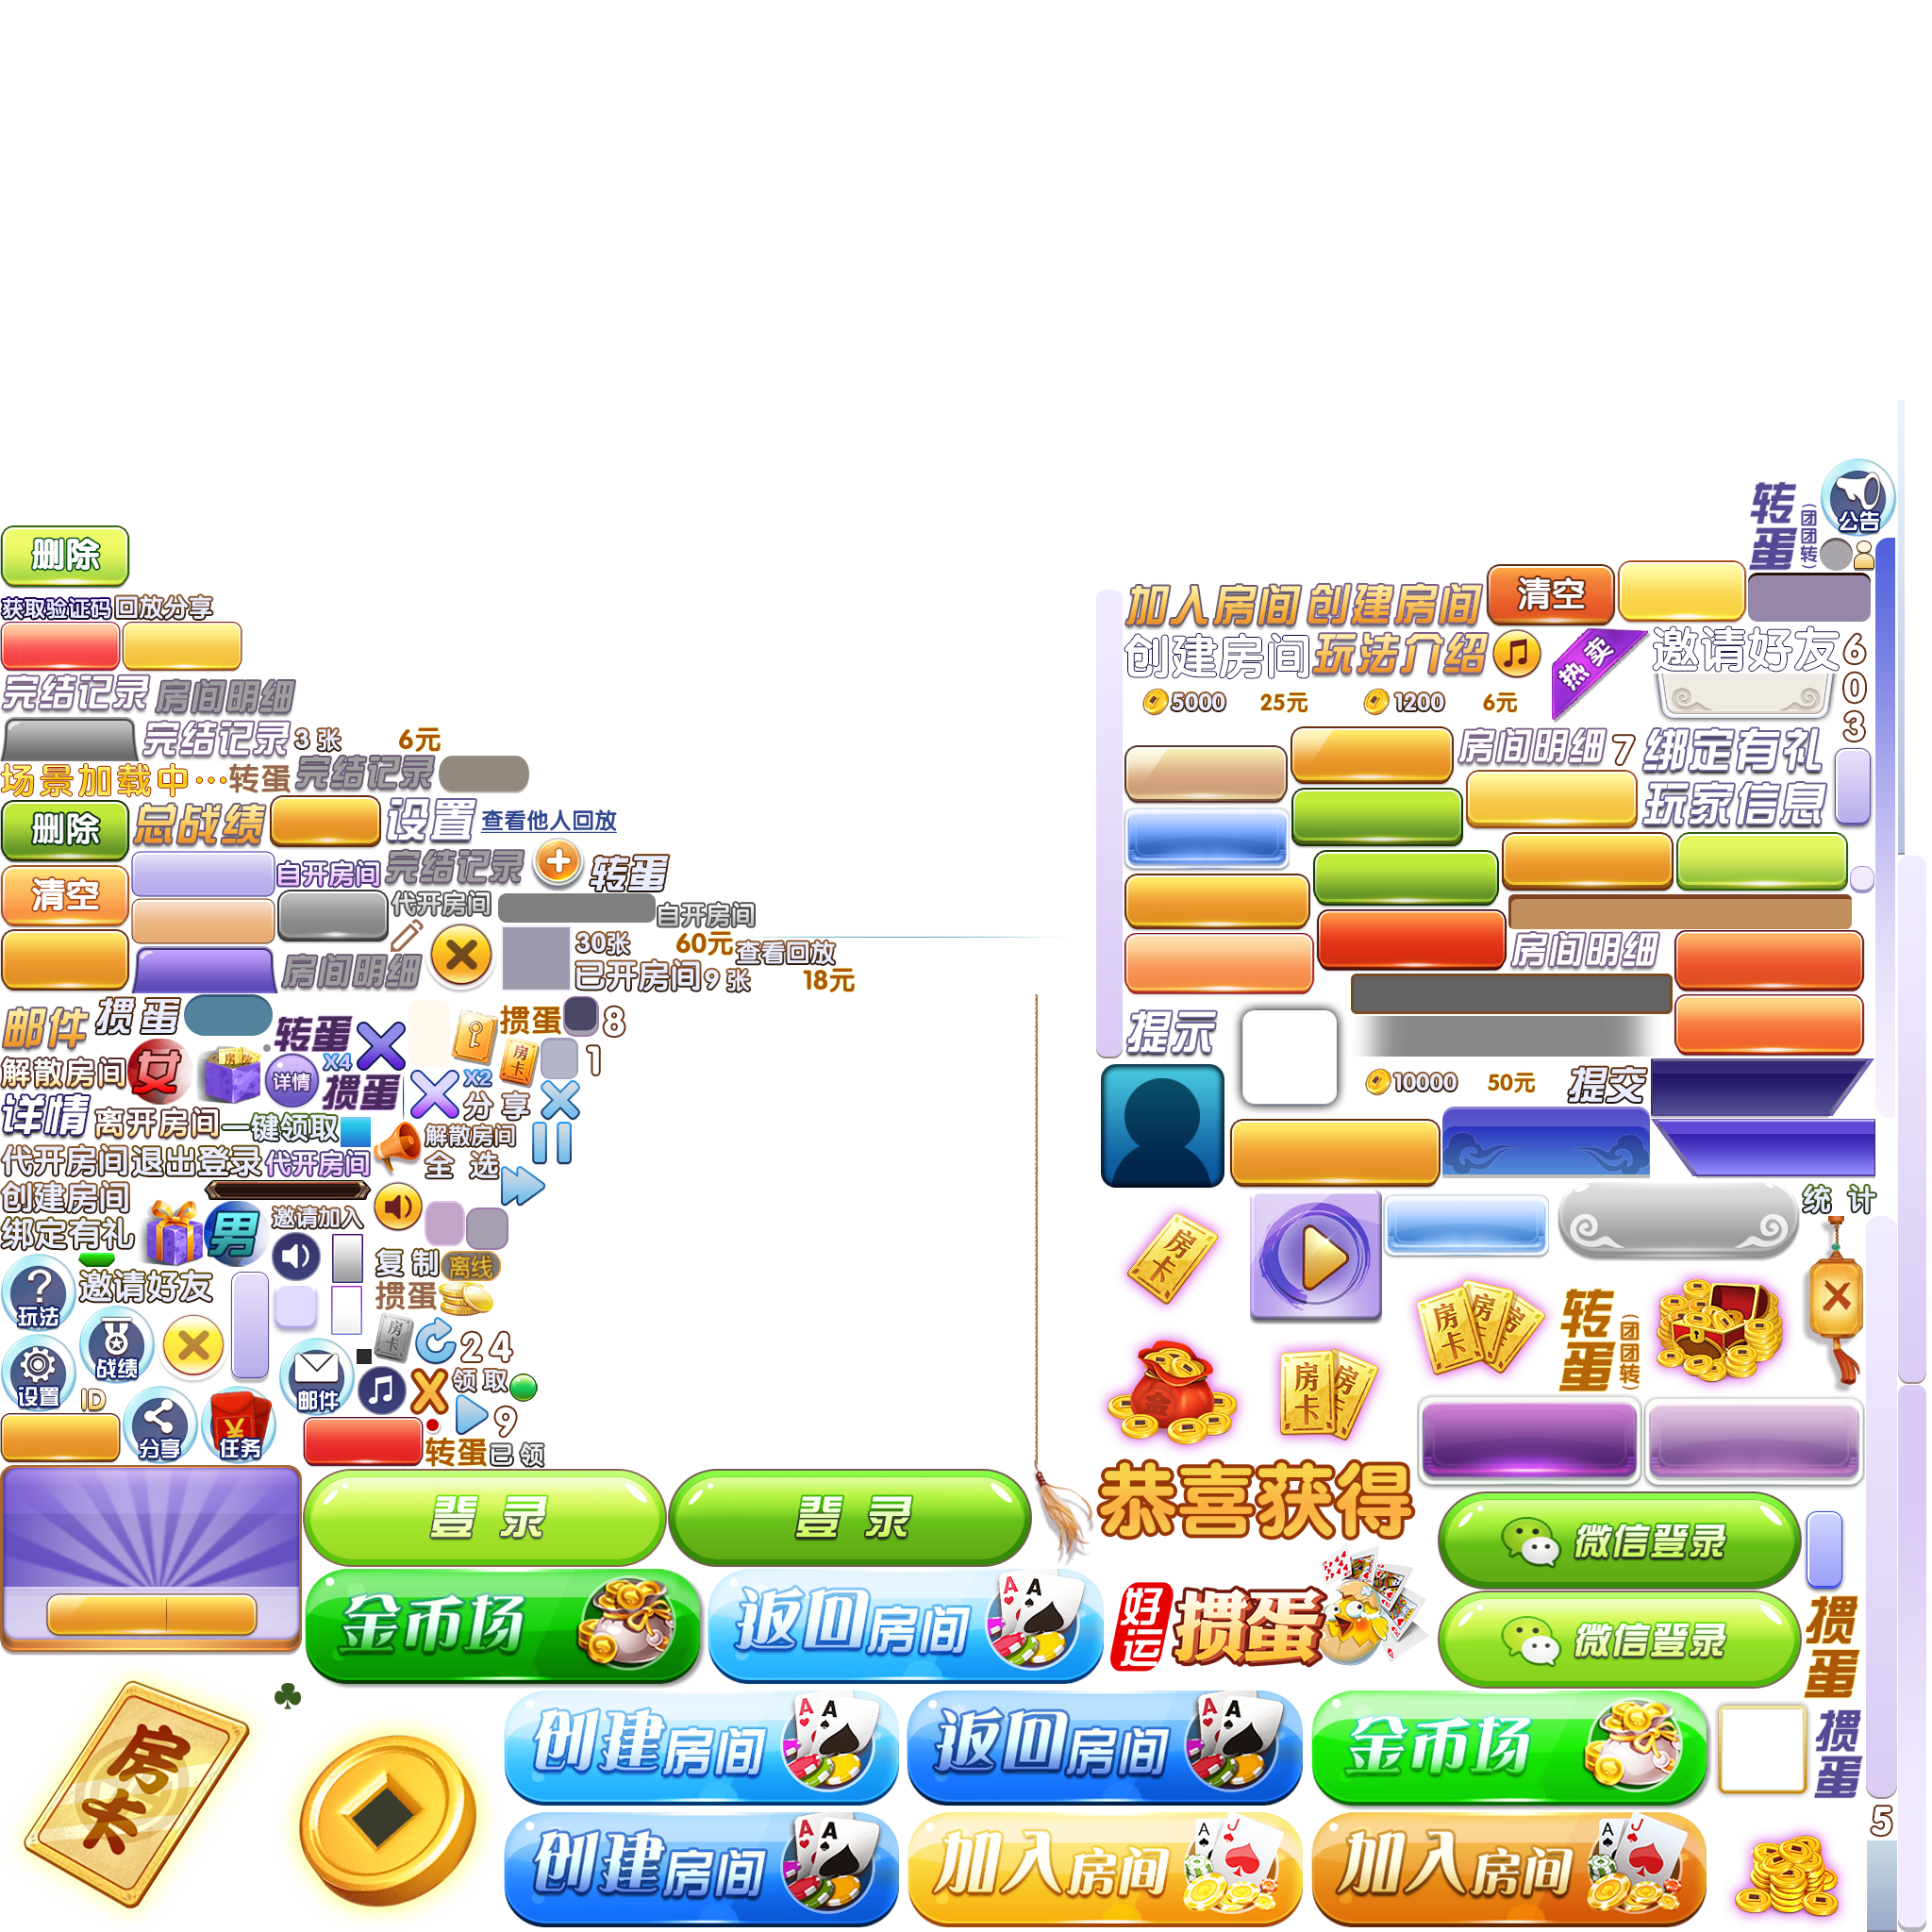 删除
获取验证码
回放分享
完结记录
房间明细
完结记录
3 张
6元
场景加载中…
转蛋
完结记录
删除
总战绩
设置
查看他人回放
清空
自开房间
完结记录
转蛋
代开房间
自开房间
房间明细
30张
60元
查看回放
已开房间
9 张
18元
邮件
掼蛋
转蛋
X4
房卡
掼蛋
8
解散房间
女
房卡
房卡
详情
掼蛋
X2
房卡
1
详情
离开房间
一键领取
分享
解散房间
代开房间
退出登录
代开房间
全 选
创建房间
绑定有礼
男
邀请加入
复制
离线
玩法
邀请好友
掼蛋
战绩
房卡
2
4
设置
ID
邮件
领取
分享
任务
9
转蛋
已领
登 录
登 录
金币场
返回房间
A
A
房卡
创建房间
A
A
返回房间
A
A
金币场
创建房间
A
A
加入房间
A
J
加入房间
A
J
转蛋
(团团转)
公告
加入房间
创建房间
清空
创建房间
玩法介绍
热卖
邀请好友
6
0
3
5000
25元
1200
6元
房间明细
7
绑定有礼
玩家信息
房间明细
提示
10000
50元
提交
统 计
房卡
房卡
房卡
房卡
转蛋
(团团转)
金
房卡
房卡
恭喜获得
微信登录
好运
掼蛋
微信登录
掼蛋
掼蛋
5